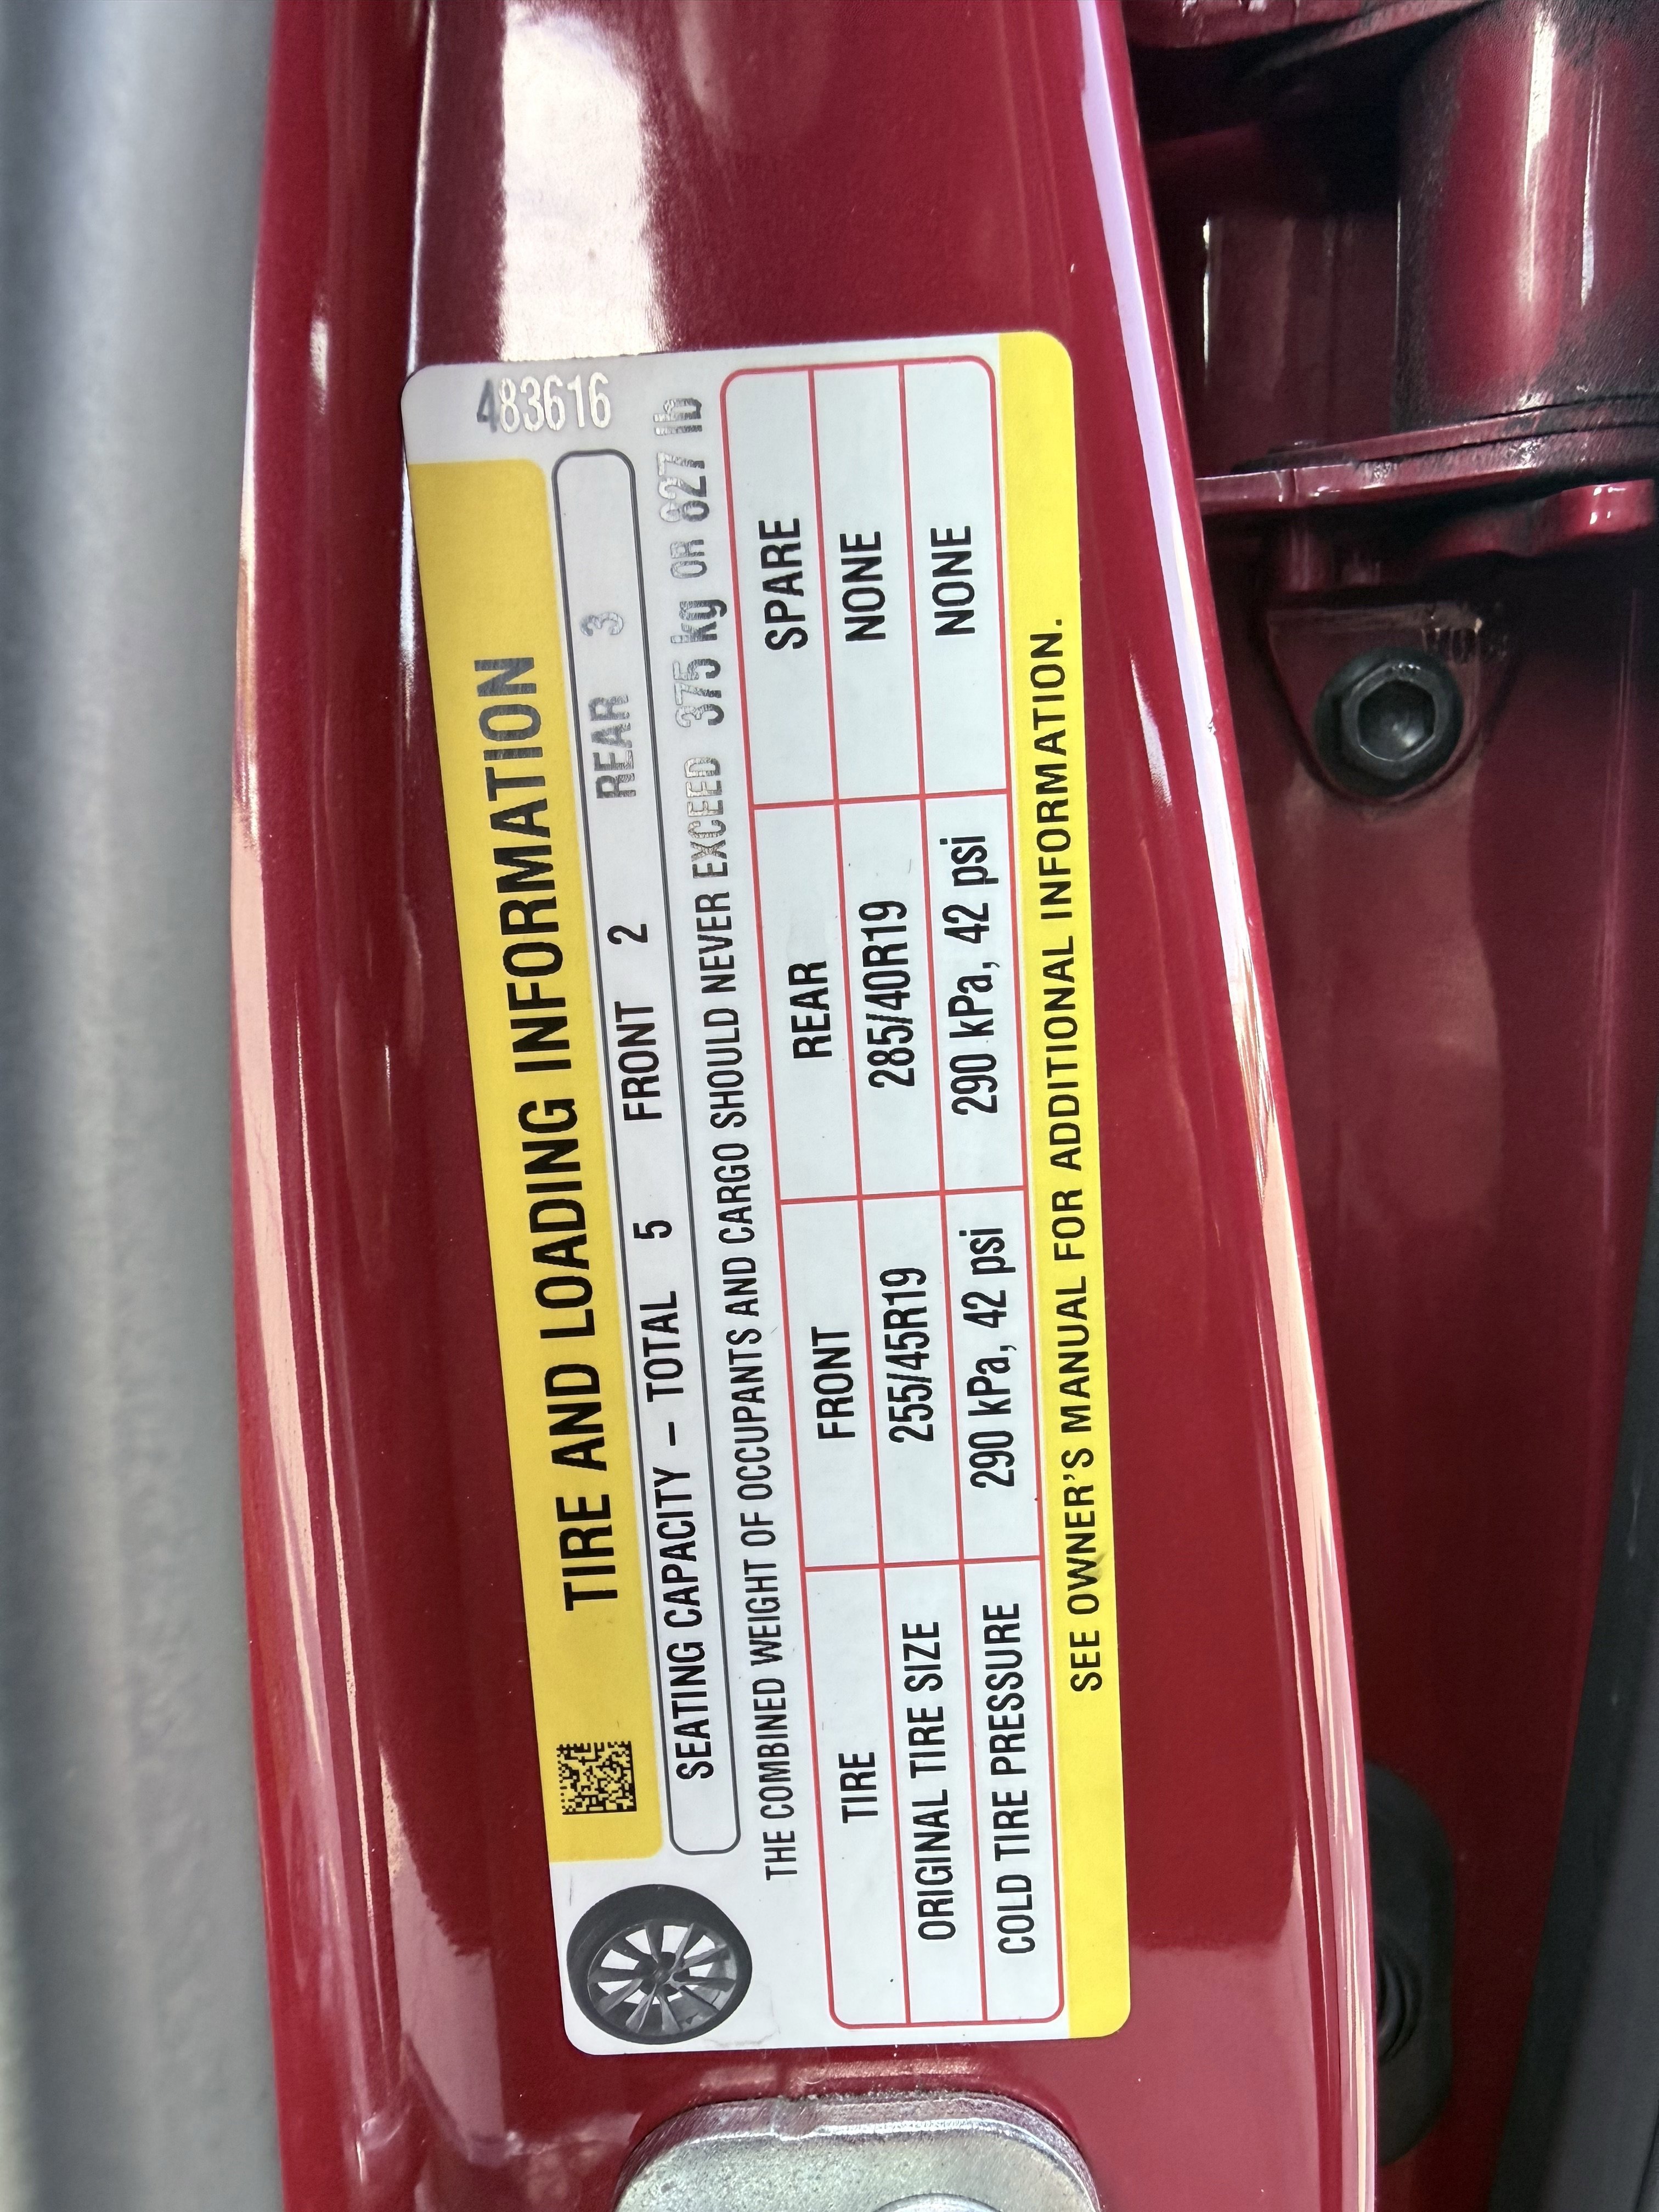 483616
TIRE AND LOADING INFORMATION
SEATING CAPACITY – TOTAL 5 FRONT 2 REAR 3
THE COMBINED WEIGHT OF OCCUPANTS AND CARGO SHOULD NEVER EXCEED 375 kg OR 827 lb
TIRE FRONT REAR SPARE
ORIGINAL TIRE SIZE 255/45R19 285/40R19 NONE
COLD TIRE PRESSURE 290 kPa, 42 psi 290 kPa, 42 psi NONE
SEE OWNER'S MANUAL FOR ADDITIONAL INFORMATION.